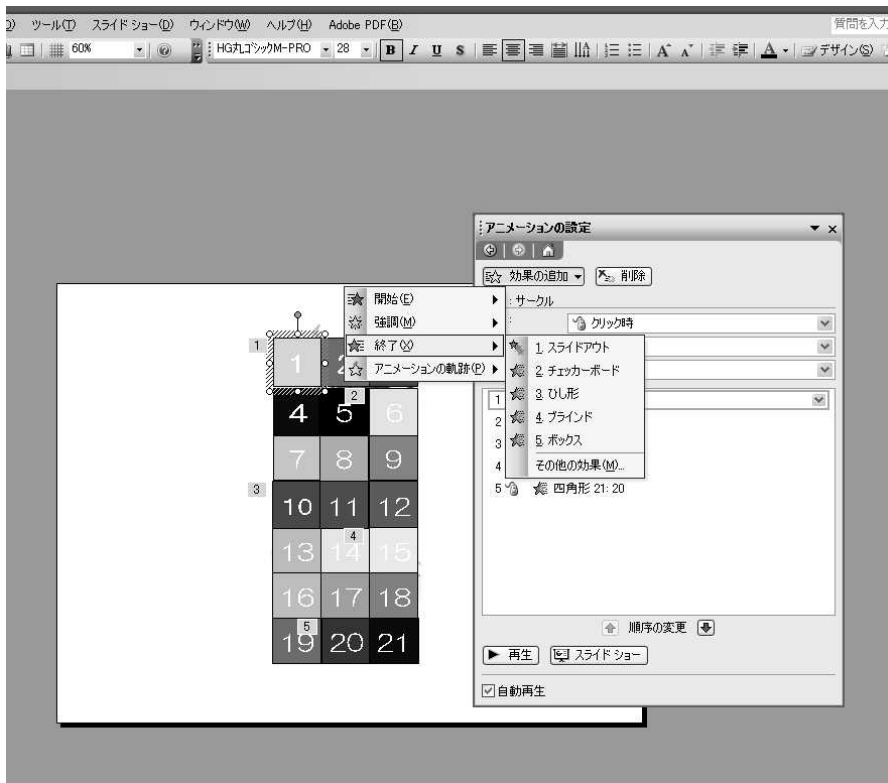 ツール(T) スライド ショー(D) ウィンドウ(W) ヘルプ(H) Adobe PDF(B) 質問を入力
60% HG丸ゴシックM-PRO 28 B I U S A デザイン(S)
アニメーションの設定
効果の追加 削除
: サークル
クリック時
開始(E)
強調(M)
終了(X)
アニメーションの軌跡(P)
1. スライドアウト
2. チェッカーボード
3. ひし形
4. ブラインド
5. ボックス
その他の効果(M)...
1
2
3
4
5 四角形 21: 20
1 1
2
4 5 6
7 8 9
3 10 11 12
4
13 14 15
16 17 18
5
19 20 21
順序の変更
再生 スライド ショー
自動再生